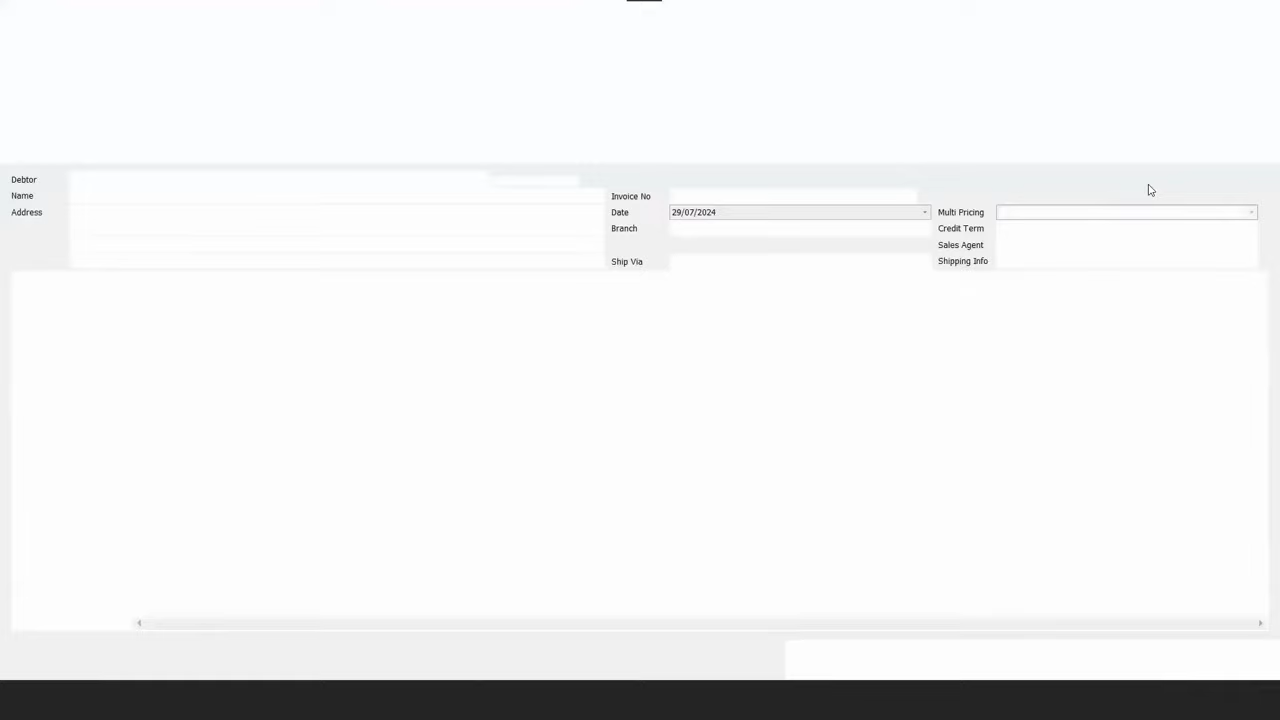 Debtor
Name
Address
Invoice No
Date 29/07/2024
Branch
Ship Via
Multi Pricing
Credit Term
Sales Agent
Shipping Info